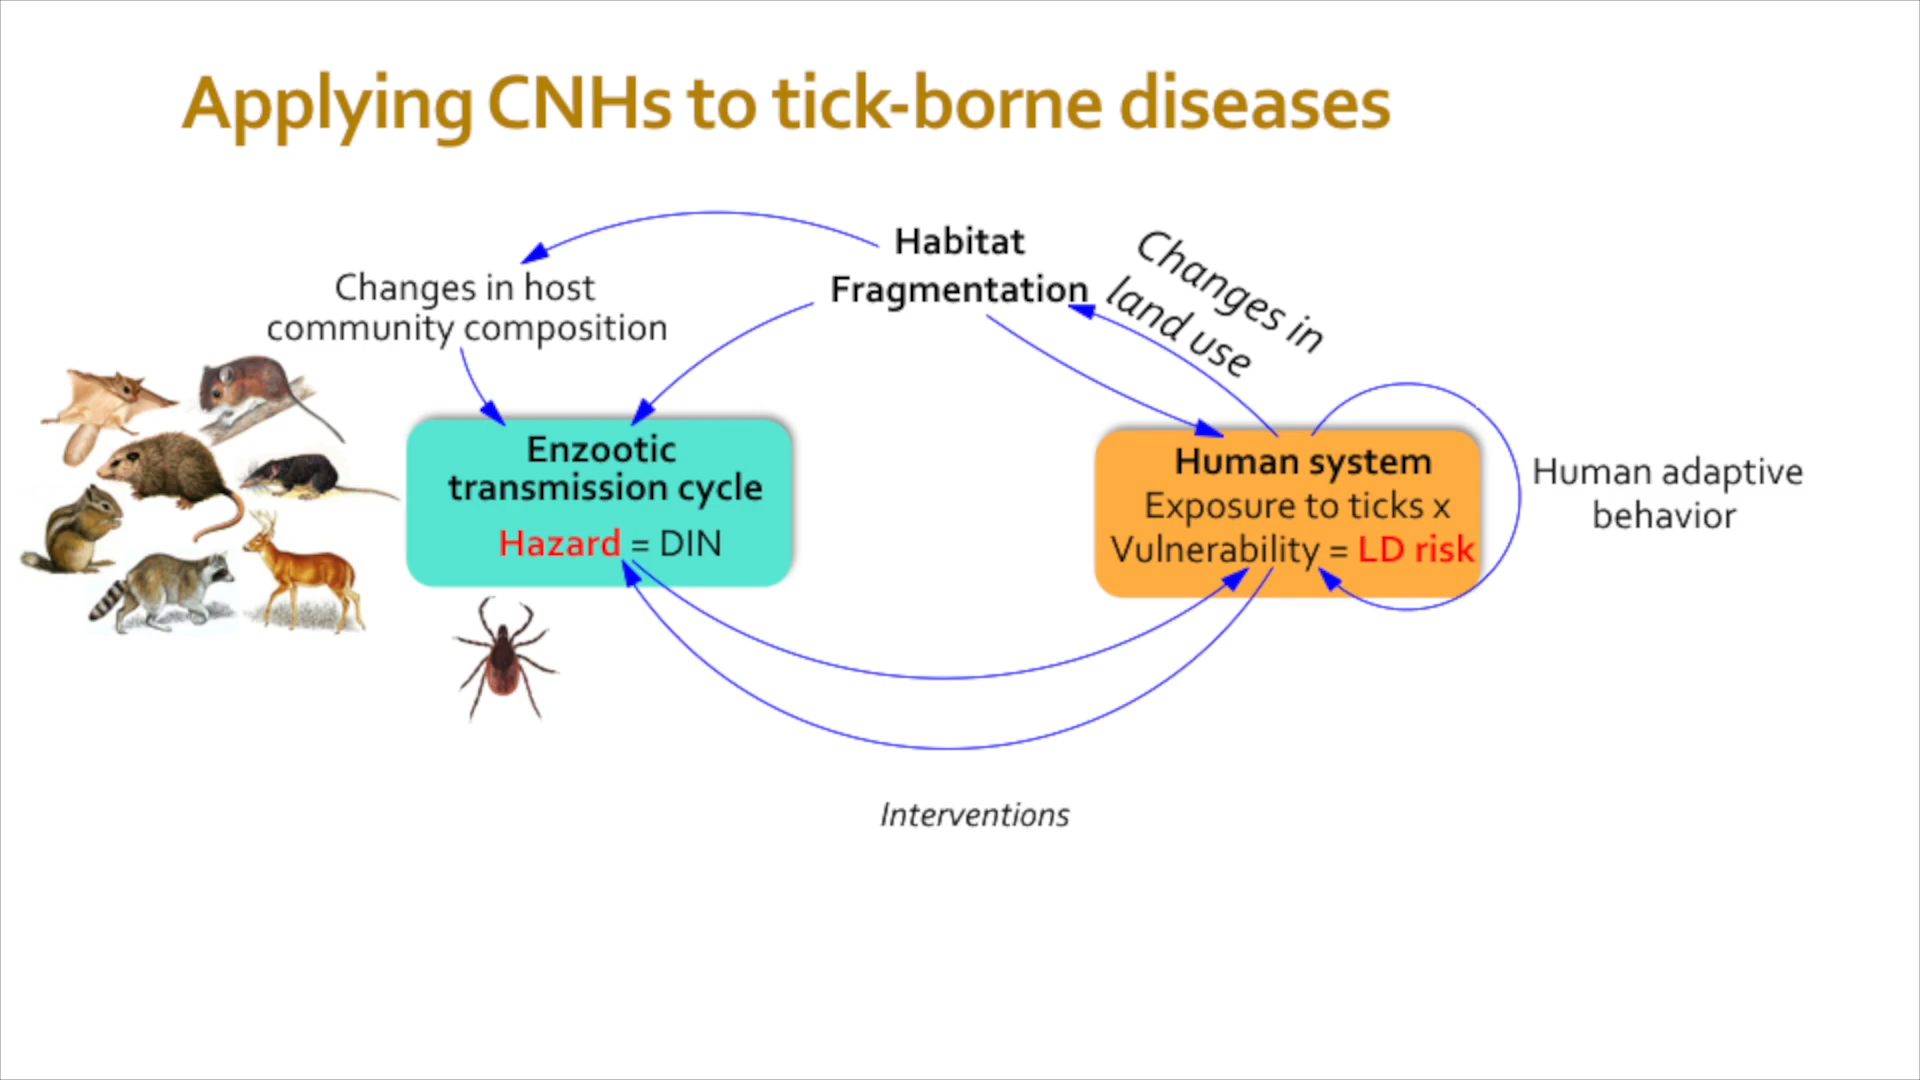 Applying CNHs to tick-borne diseases
Habitat
Fragmentation
Changes in
land use
Changes in host
community composition
Enzootic
transmission cycle
Hazard = DIN
Human system
Exposure to ticks x
Vulnerability = LD risk
Human adaptive
behavior
Interventions